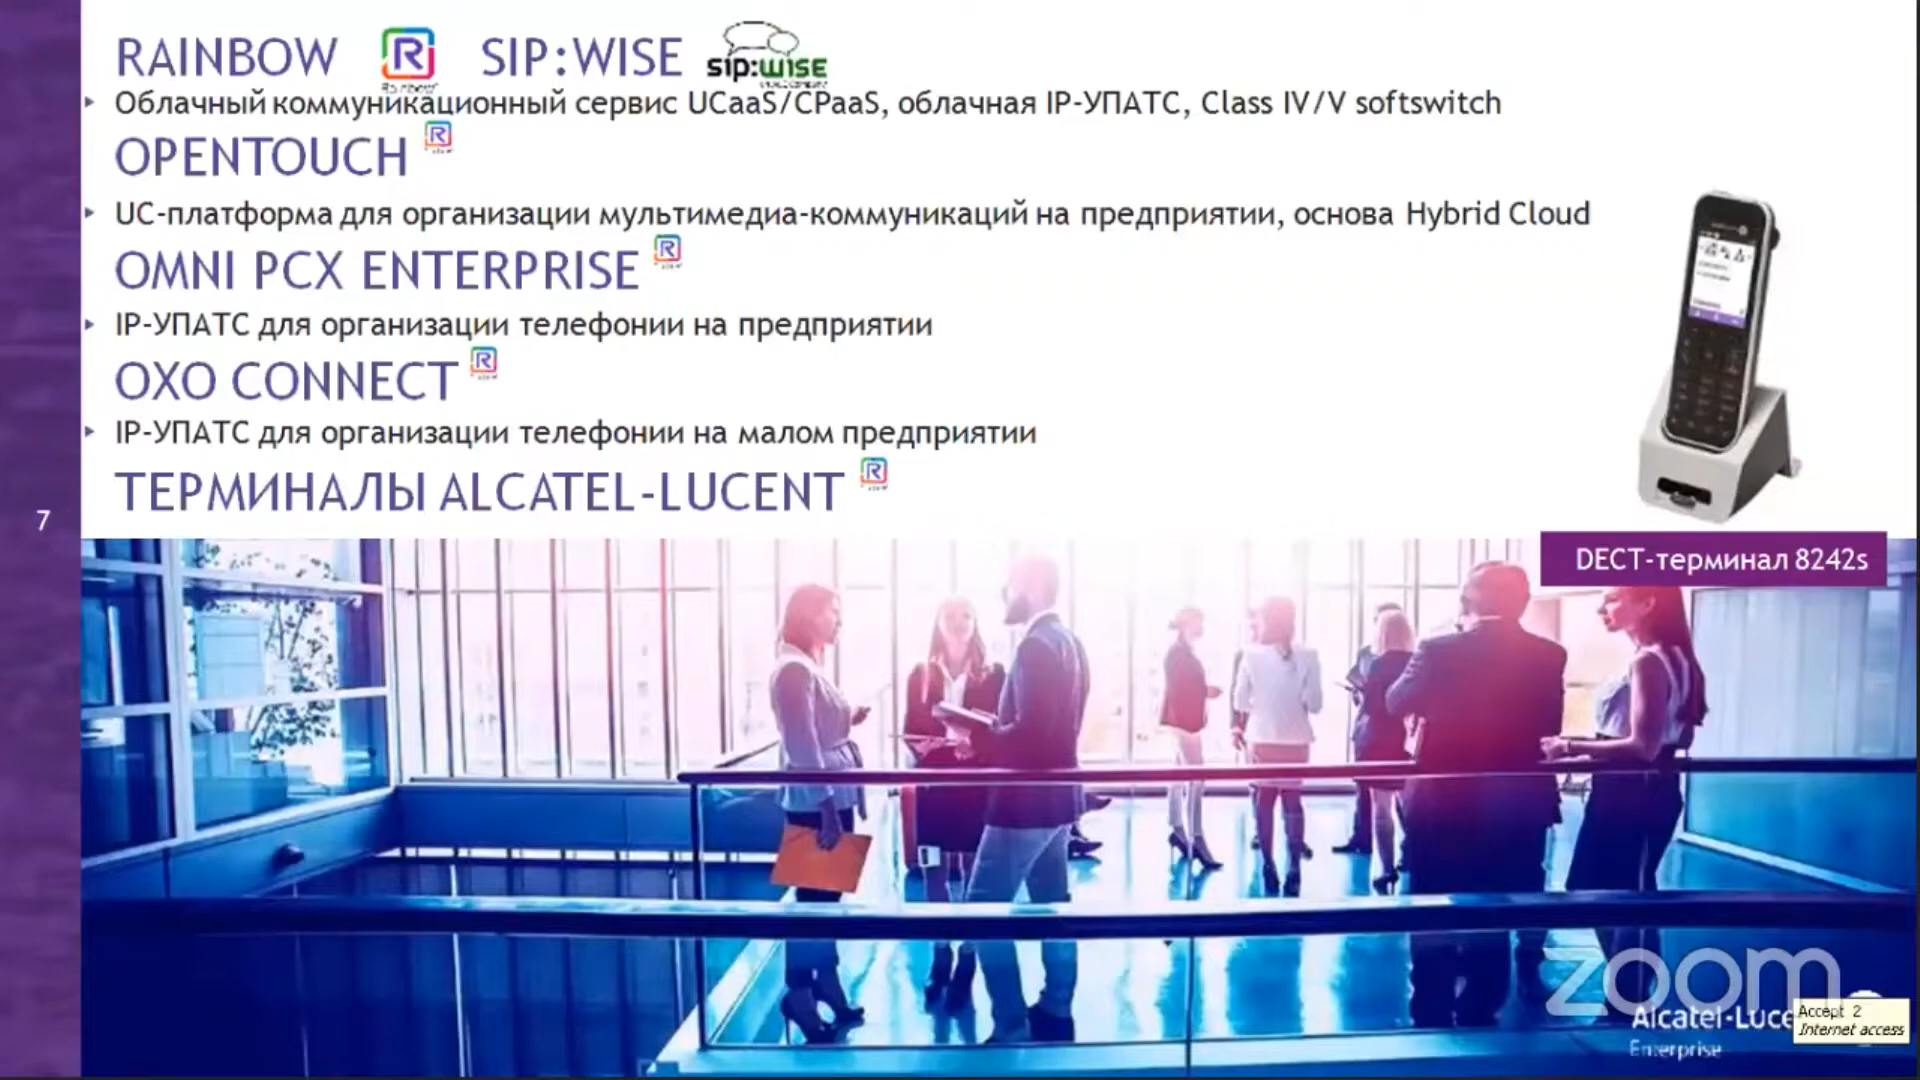 RAINBOW R SIP:WISE sip:wise
Rainbow
Облачный коммуникационный сервис UCaaS/CPaaS, облачная IP-УПАТС, Class IV/V softswitch
OPENTOUCH R
UC-платформа для организации мультимедиа-коммуникаций на предприятии, основа Hybrid Cloud
OMNI PCX ENTERPRISE R
IP-УПАТС для организации телефонии на предприятии
OXO CONNECT R
IP-УПАТС для организации телефонии на малом предприятии
ТЕРМИНАЛЫ ALCATEL-LUCENT R
7
DECT-терминал 8242s
zoom
Alcatel-Luce
Enterprise
Accept 2
Internet access